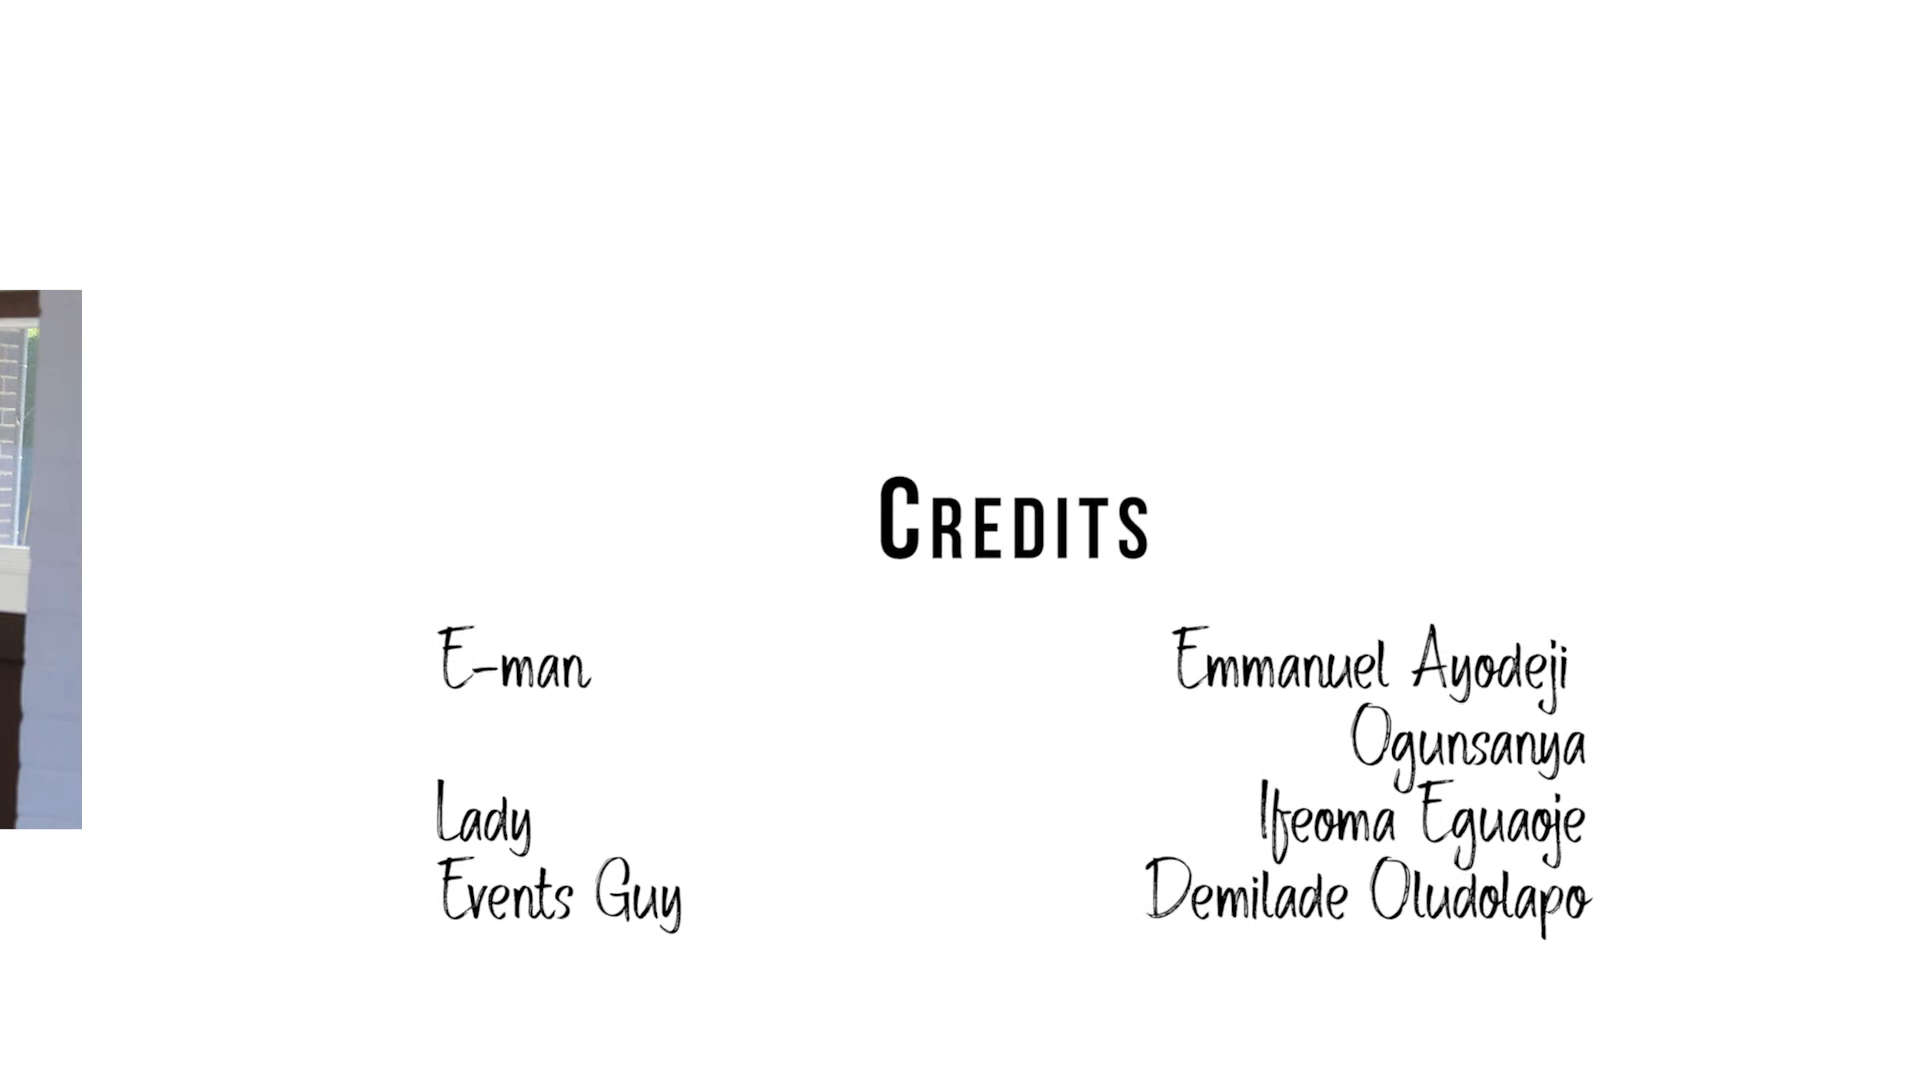 Credits
E-man Emmanuel Ayodeji
Ogunsanya
Lady Ifeoma Eguaoje
Events Guy Demilade Oludolapo